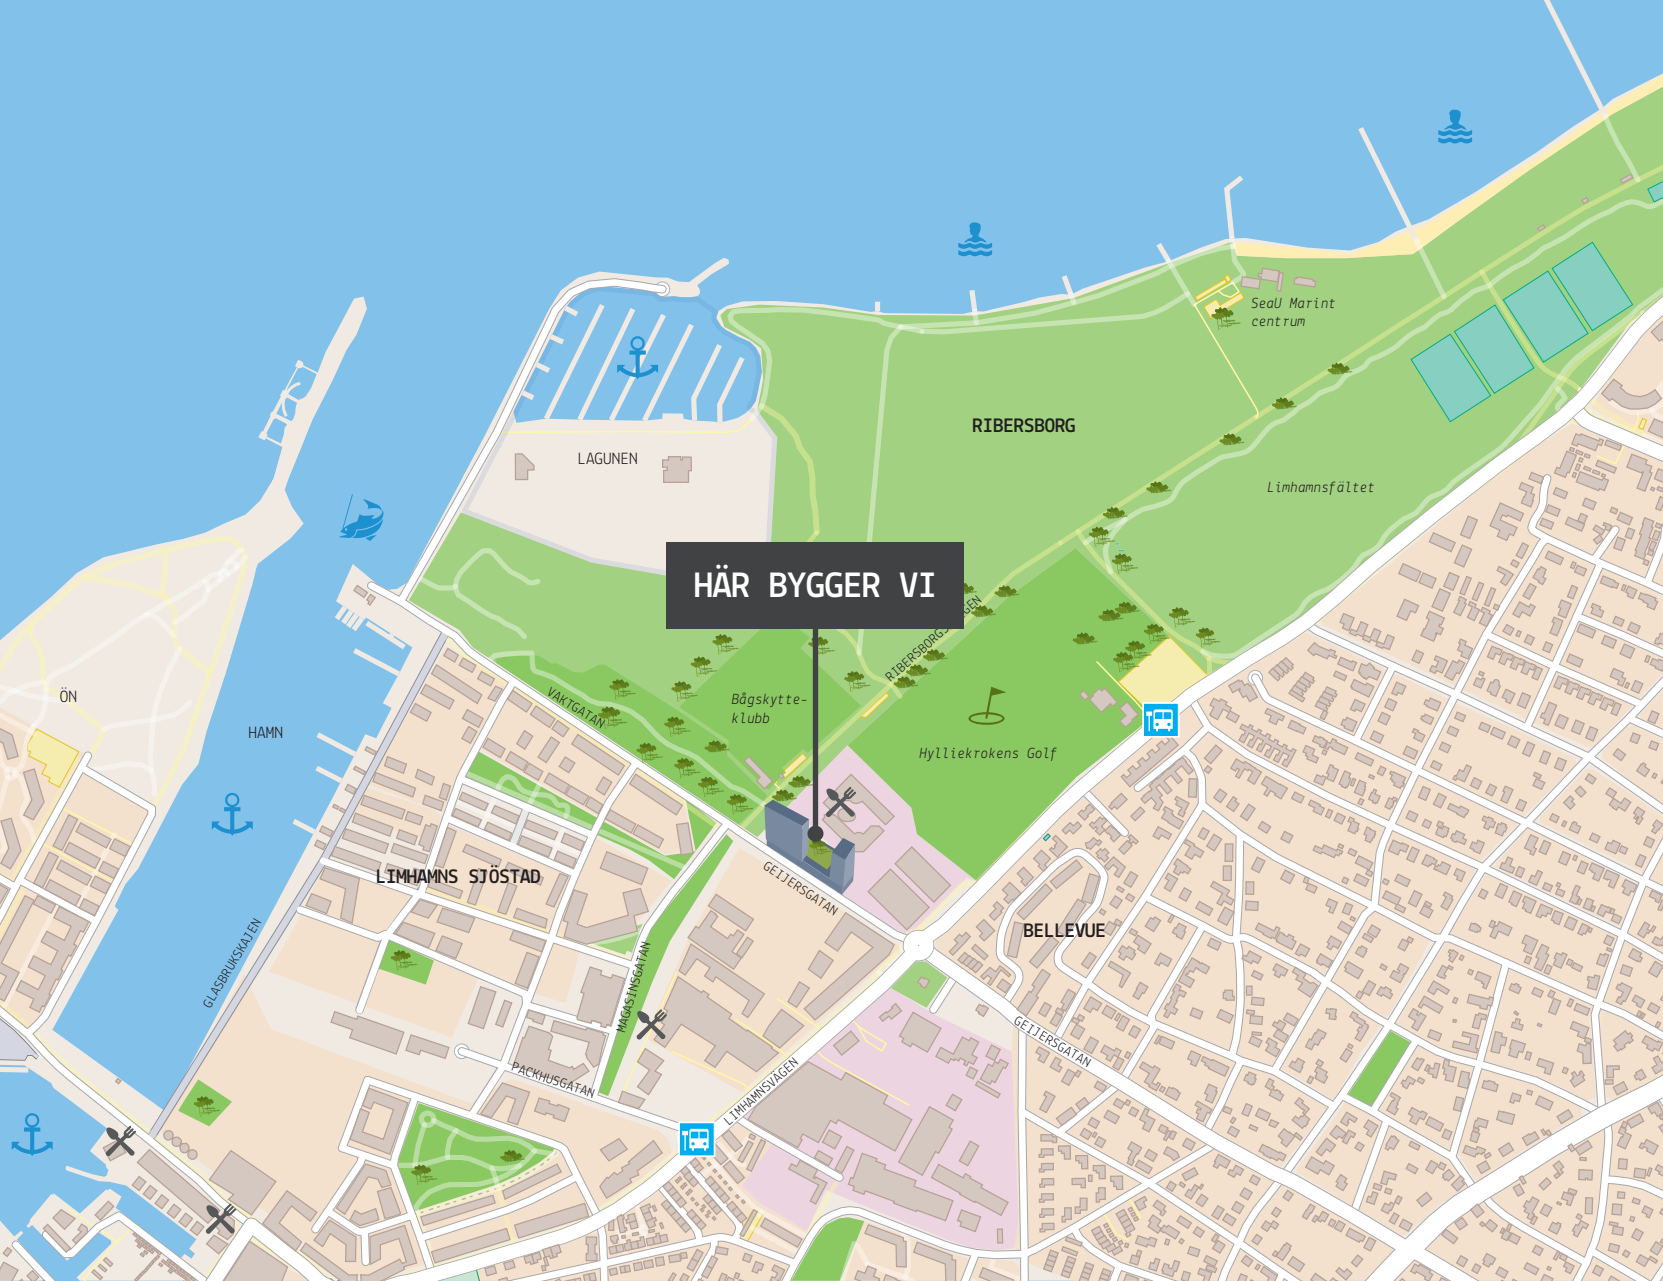 SeaU Marint
centrum
RIBERSBORG
LAGUNEN
Limhamnsfältet
HÄR BYGGER VI
ÖN
VAKTGATAN
Bågskytte-
klubb
HAMN
Hylliekrokens Golf
LIMHAMNS SJÖSTAD
GEIJERSGATAN
BELLEVUE
GLASBRUKSKAJEN
MAGASINSGATAN
GEIJERSGATAN
PACKHUSGATAN
LIMHAMNSVÄGEN